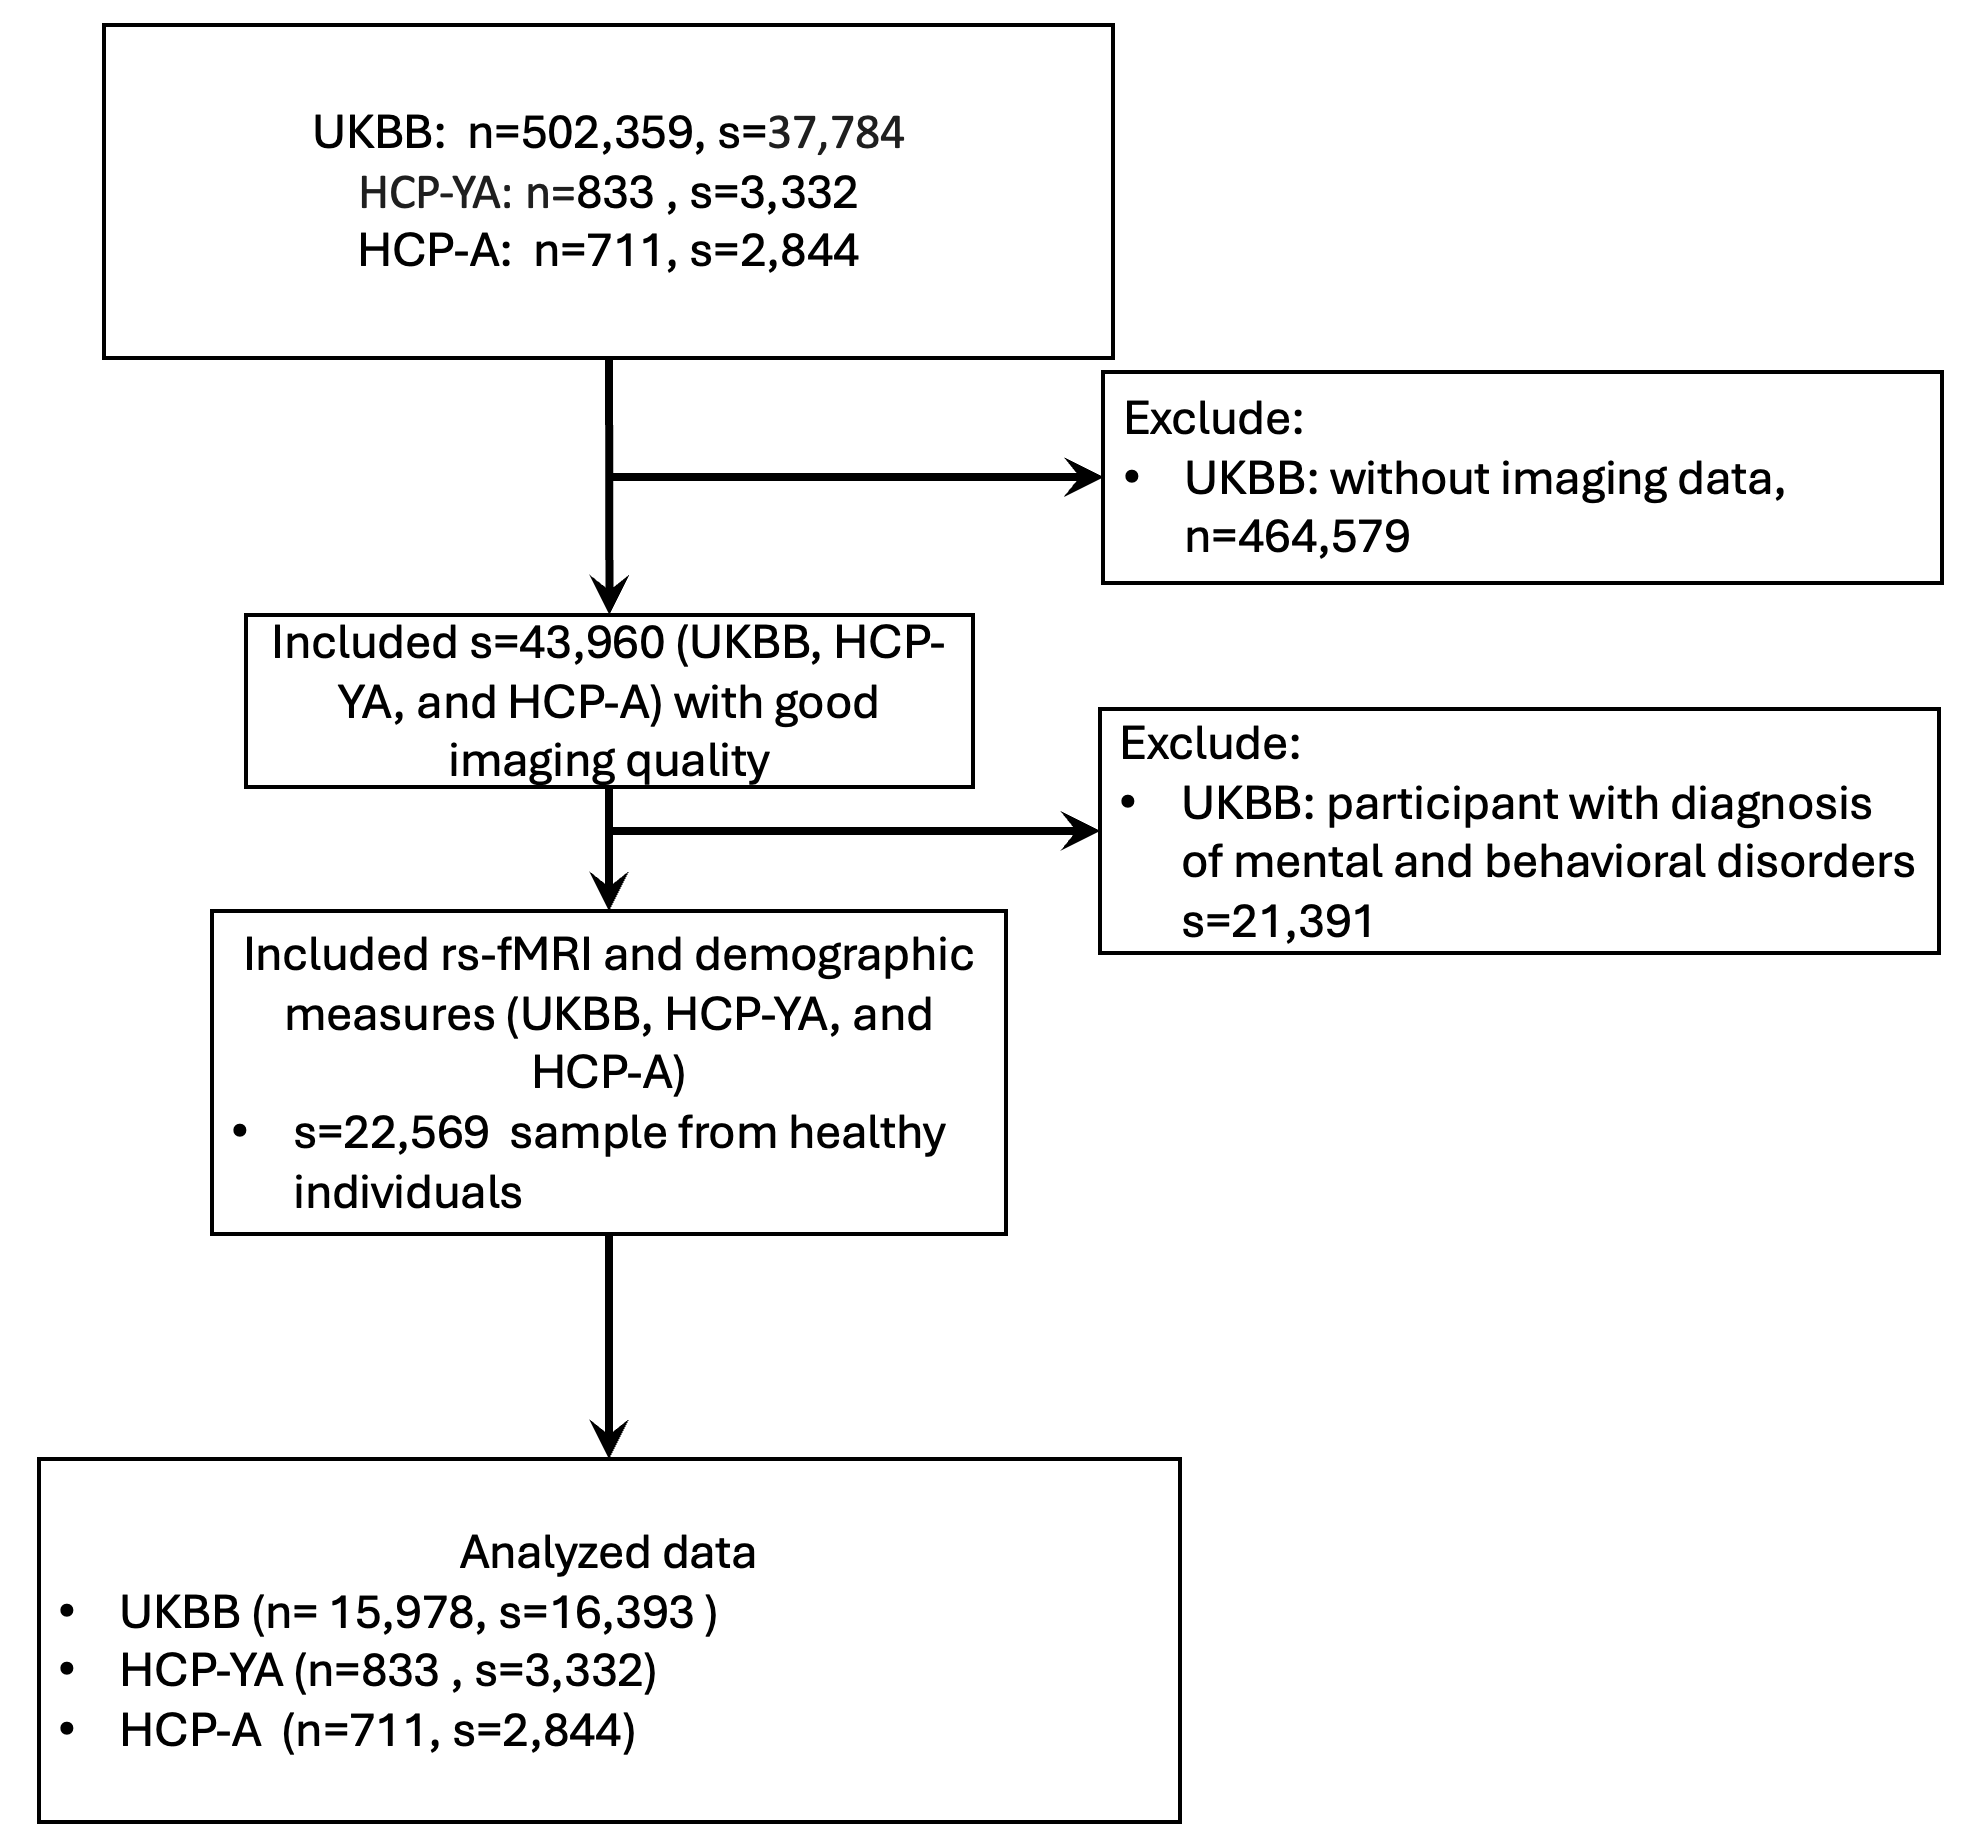 UKBB:  n=502,359, s=37,784
HCP-YA: n=833 , s=3,332
HCP-A:  n=711, s=2,844
Exclude:
• UKBB: without imaging data,
n=464,579
Included s=43,960 (UKBB, HCP-
YA, and HCP-A) with good
imaging quality
Exclude:
• UKBB: participant with diagnosis
of mental and behavioral disorders
s=21,391
Included rs-fMRI and demographic
measures (UKBB, HCP-YA, and
HCP-A)
• s=22,569  sample from healthy
individuals
Analyzed data
• UKBB (n= 15,978, s=16,393 )
• HCP-YA (n=833 , s=3,332)
• HCP-A  (n=711, s=2,844)